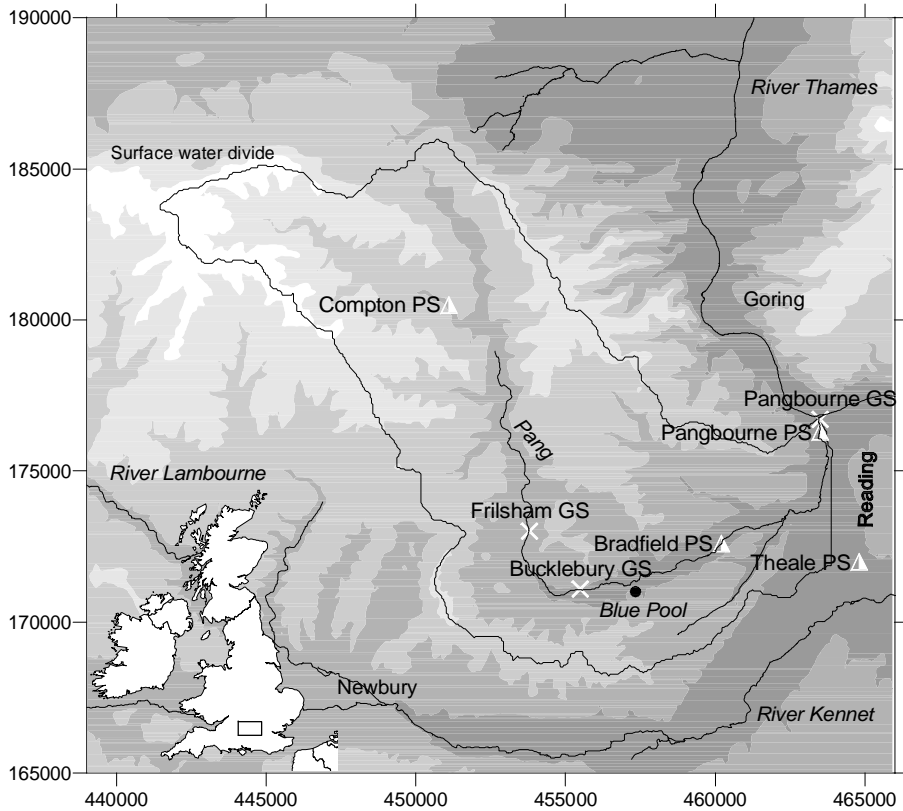 190000
River Thames
185000
Surface water divide
Compton PS
180000
Goring
Pangbourne GS
Pangbourne PS
Pang
175000
River Lambourne
Reading
Frilsham GS
Bradfield PS
Bucklebury GS
Theale PS
Blue Pool
170000
Newbury
River Kennet
165000
440000 445000 450000 455000 460000 465000